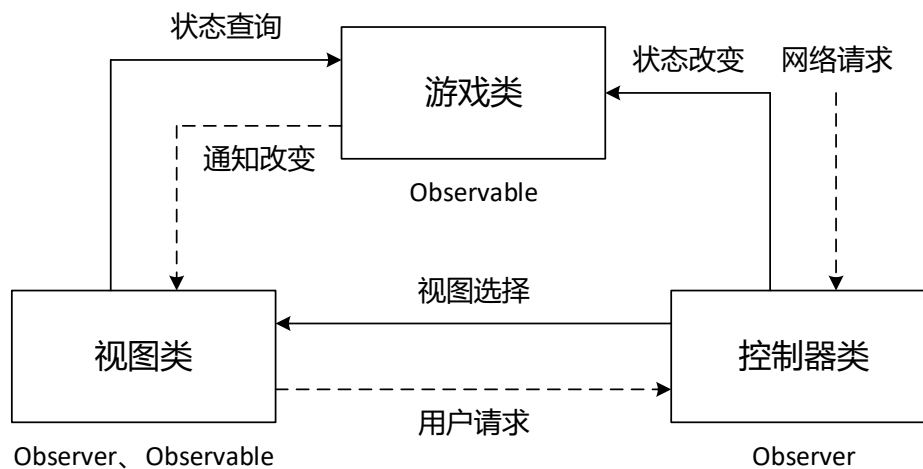 状态查询
游戏类
状态改变
网络请求
通知改变
Observable
视图选择
视图类
控制器类
用户请求
Observer、Observable
Observer